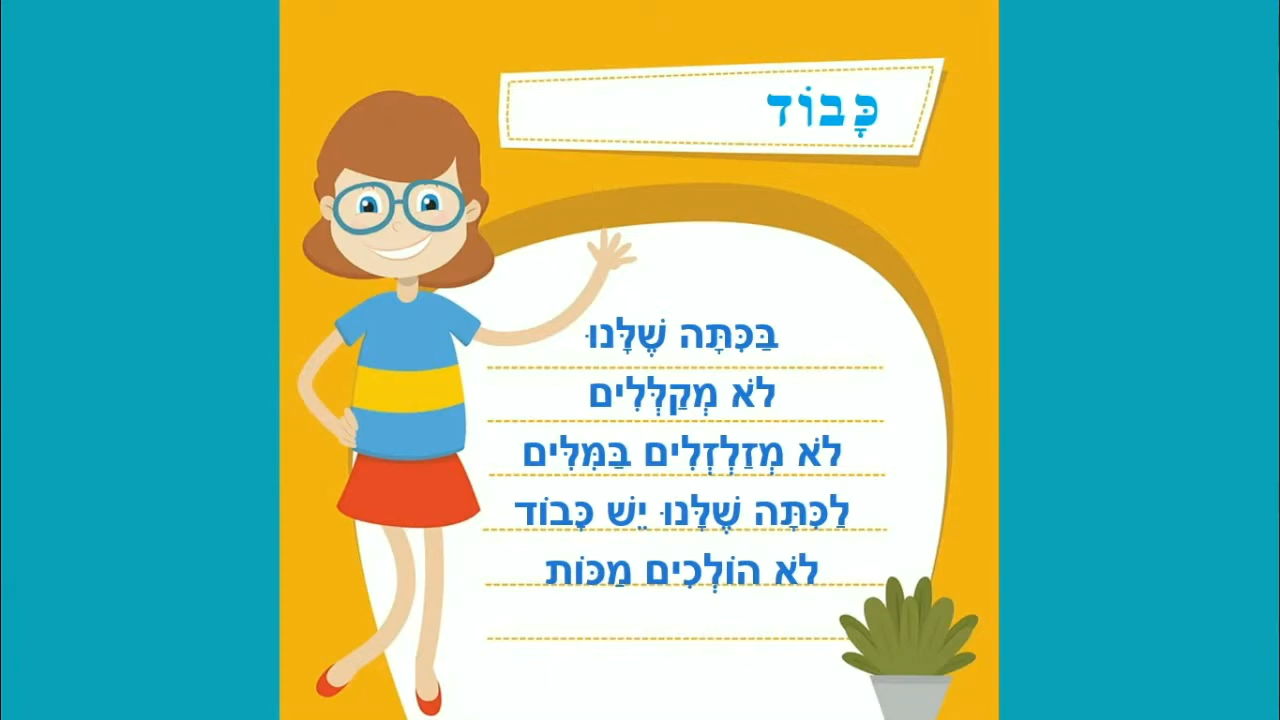 כָּבוֹד
בַּכִּתָּה שֶׁלָּנוּ
לֹא מְקַלְּלִים
לֹא מְזַלְזְלִים בַּמִּלִּים
לַכִּתָּה שֶׁלָּנוּ יֵשׁ כָּבוֹד
לֹא הוֹלְכִים מַכּוֹת